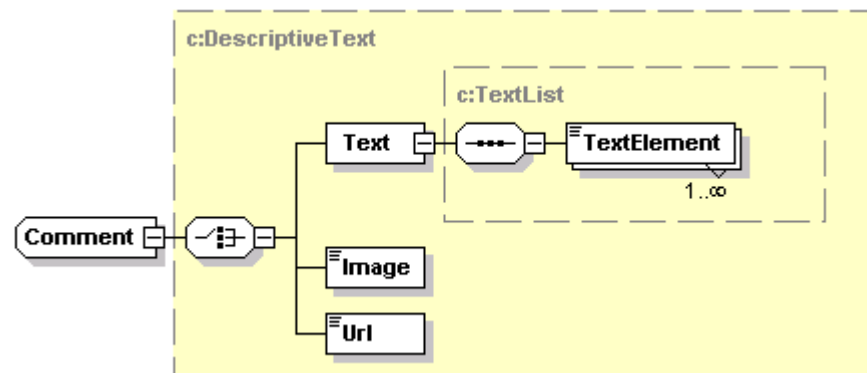 c:DescriptiveText
c:TextList
Text
TextElement
1..∞
Comment
Image
Url